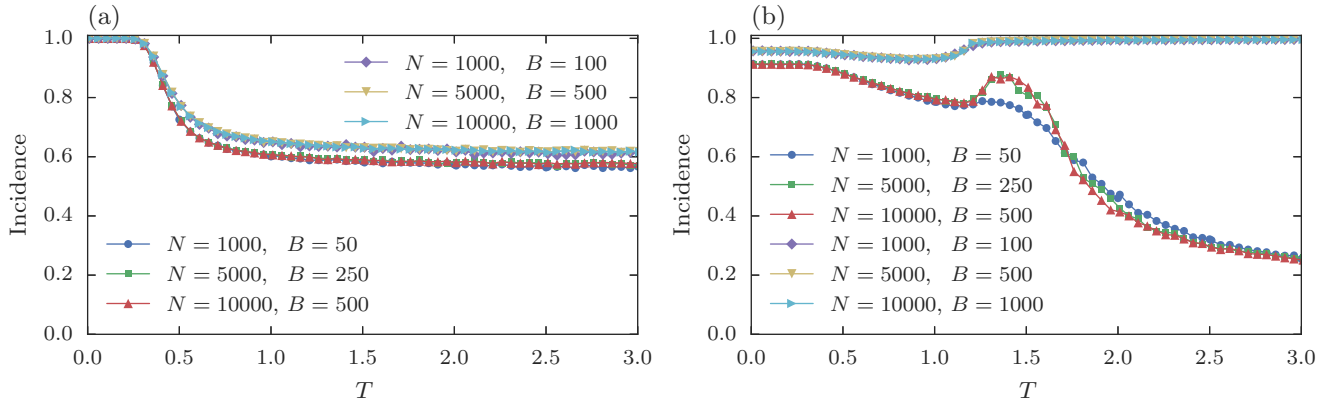 (a)
1.0
0.8
0.6
0.4
0.2
0.0
Incidence
N = 1000, B = 100
N = 5000, B = 500
N = 10000, B = 1000
N = 1000, B = 50
N = 5000, B = 250
N = 10000, B = 500
0.0 0.5 1.0 1.5 2.0 2.5 3.0
T
(b)
1.0
0.8
0.6
0.4
0.2
0.0
Incidence
N = 1000, B = 50
N = 5000, B = 250
N = 10000, B = 500
N = 1000, B = 100
N = 5000, B = 500
N = 10000, B = 1000
0.0 0.5 1.0 1.5 2.0 2.5 3.0
T